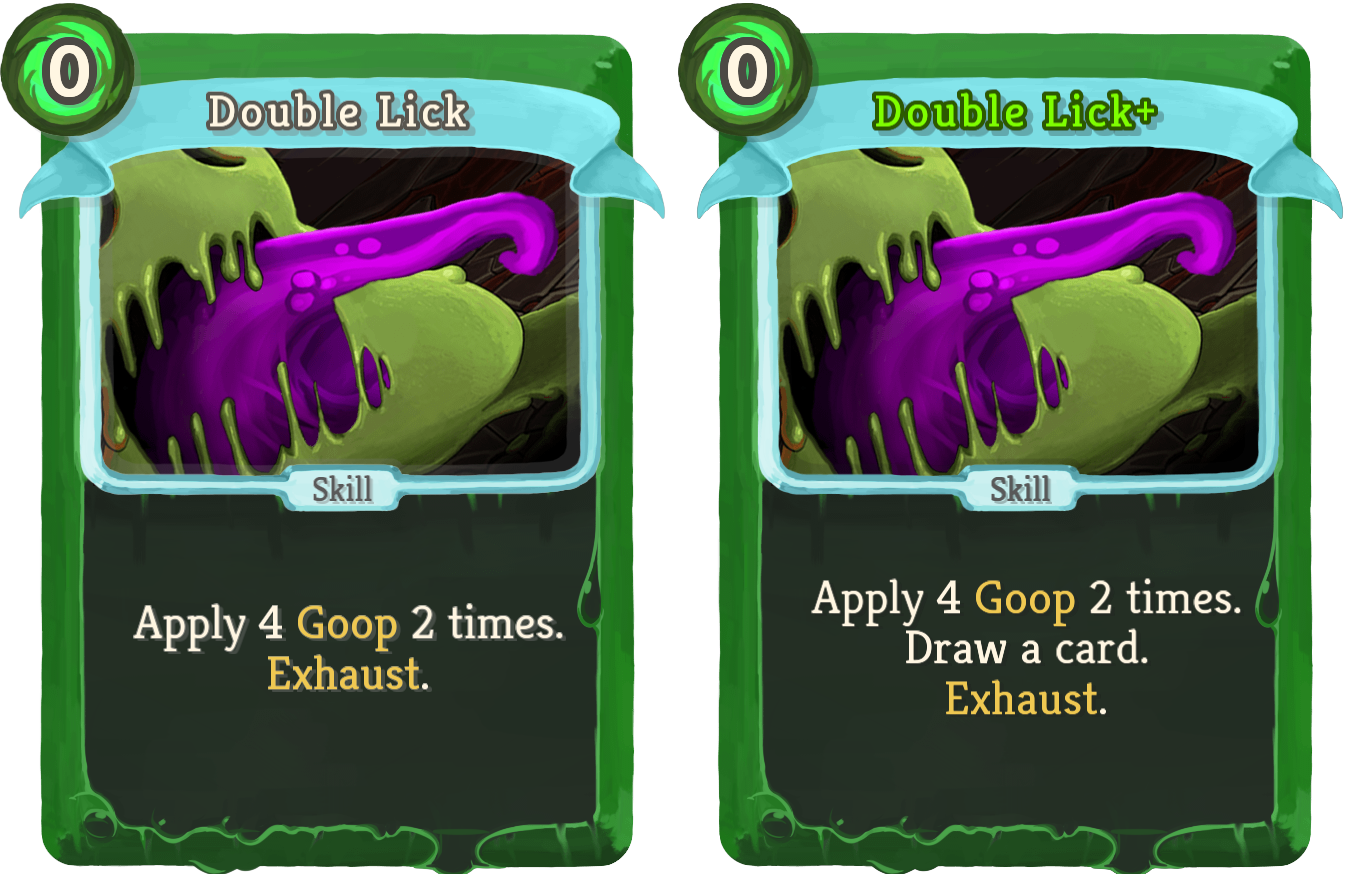 0
Double Lick
Skill
Apply 4 Goop 2 times.
Exhaust.
0
Double Lick+
Skill
Apply 4 Goop 2 times.
Draw a card.
Exhaust.